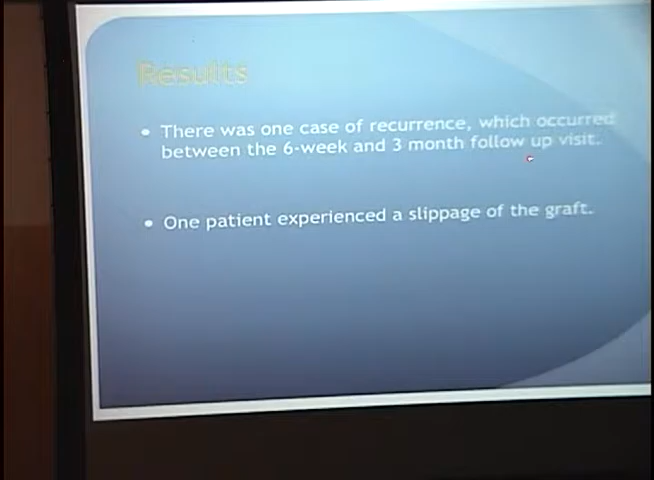 Results
• There was one case of recurrence, which occurred
between the 6-week and 3 month follow up visit.
• One patient experienced a slippage of the graft.